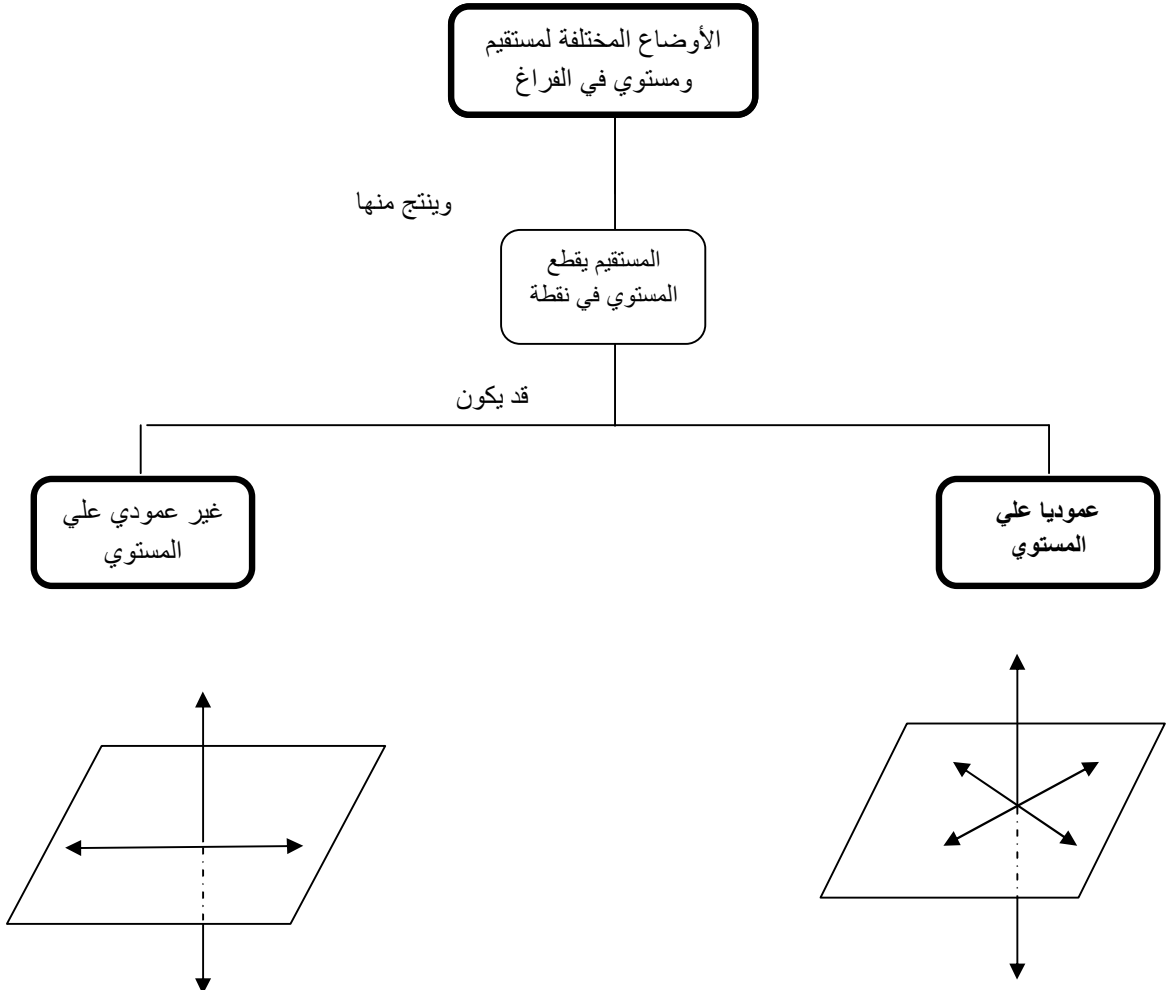 الأوضاع المختلفة لمستقيم
ومستوي في الفراغ
وينتج منها
المستقيم يقطع
المستوي في نقطة
قد يكون
عموديا علي
المستوي
غير عمودي علي
المستوي